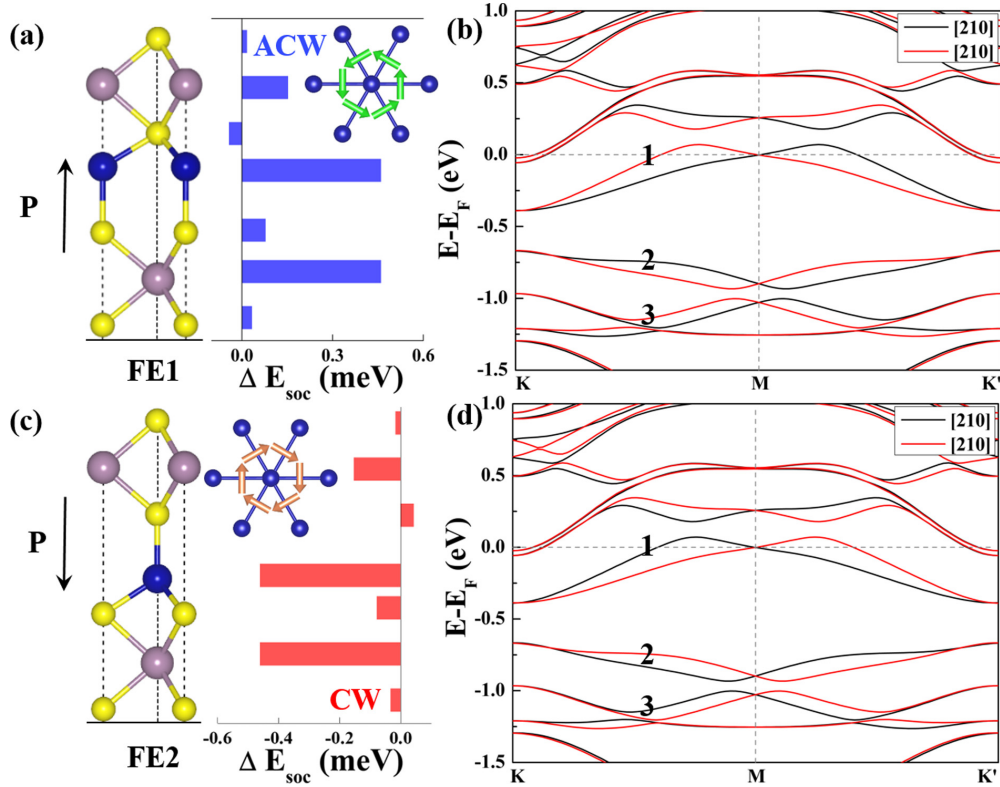 (a)
P
FE1
ACW
0.0 0.3 0.6
Δ E_soc (meV)
(b)
[210]
[210]
1.0
0.5
0.0
-0.5
-1.0
-1.5
E-E_F (eV)
1
2
3
K M K'
(c)
P
FE2
CW
-0.6 -0.4 -0.2 0.0
Δ E_soc (meV)
(d)
[210]
[210]
1.0
0.5
0.0
-0.5
-1.0
-1.5
E-E_F (eV)
1
2
3
K M K'